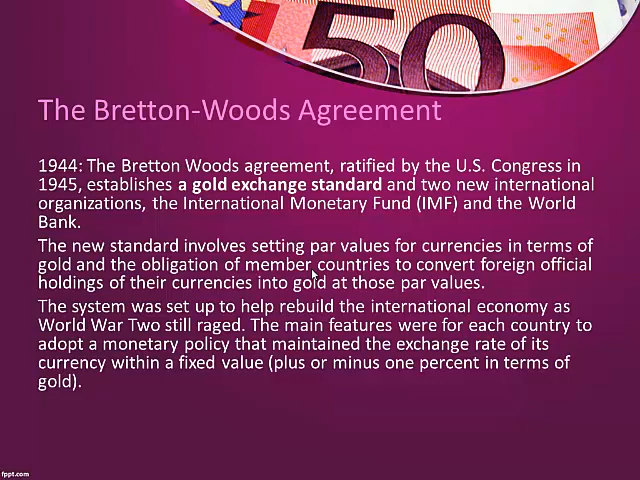 50
The Bretton-Woods Agreement
1944: The Bretton Woods agreement, ratified by the U.S. Congress in
1945, establishes a gold exchange standard and two new international
organizations, the International Monetary Fund (IMF) and the World
Bank.
The new standard involves setting par values for currencies in terms of
gold and the obligation of member countries to convert foreign official
holdings of their currencies into gold at those par values.
The system was set up to help rebuild the international economy as
World War Two still raged. The main features were for each country to
adopt a monetary policy that maintained the exchange rate of its
currency within a fixed value (plus or minus one percent in terms of
gold).
fppt.com